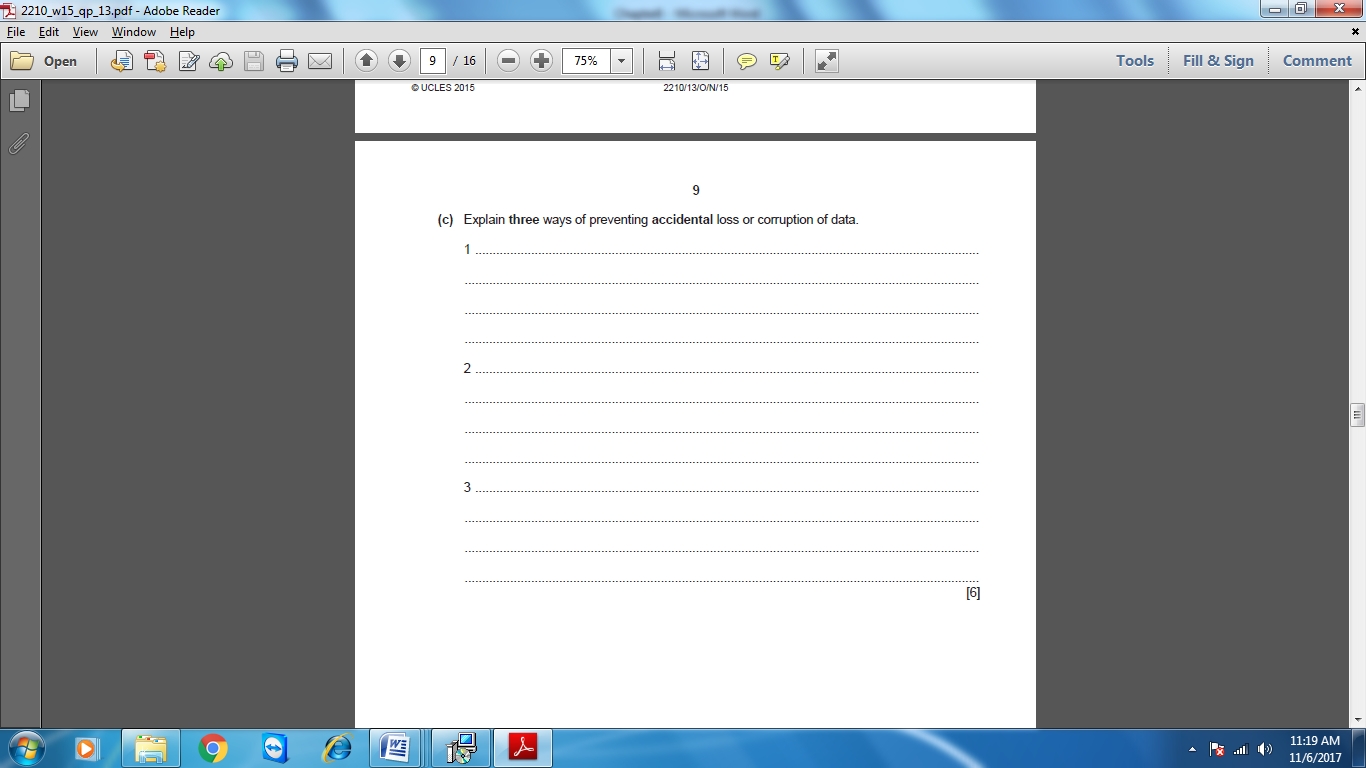 2210_w15_qp_13.pdf - Adobe Reader
File Edit View Window Help
Open 9 / 16 75% Tools Fill & Sign Comment
© UCLES 2015 2210/13/O/N/15
9
(c) Explain three ways of preventing accidental loss or corruption of data.
1 ................................................................
................................................................
................................................................
................................................................
2 ................................................................
................................................................
................................................................
................................................................
3 ................................................................
................................................................
................................................................
................................................................
[6]
11:19 AM
11/6/2017